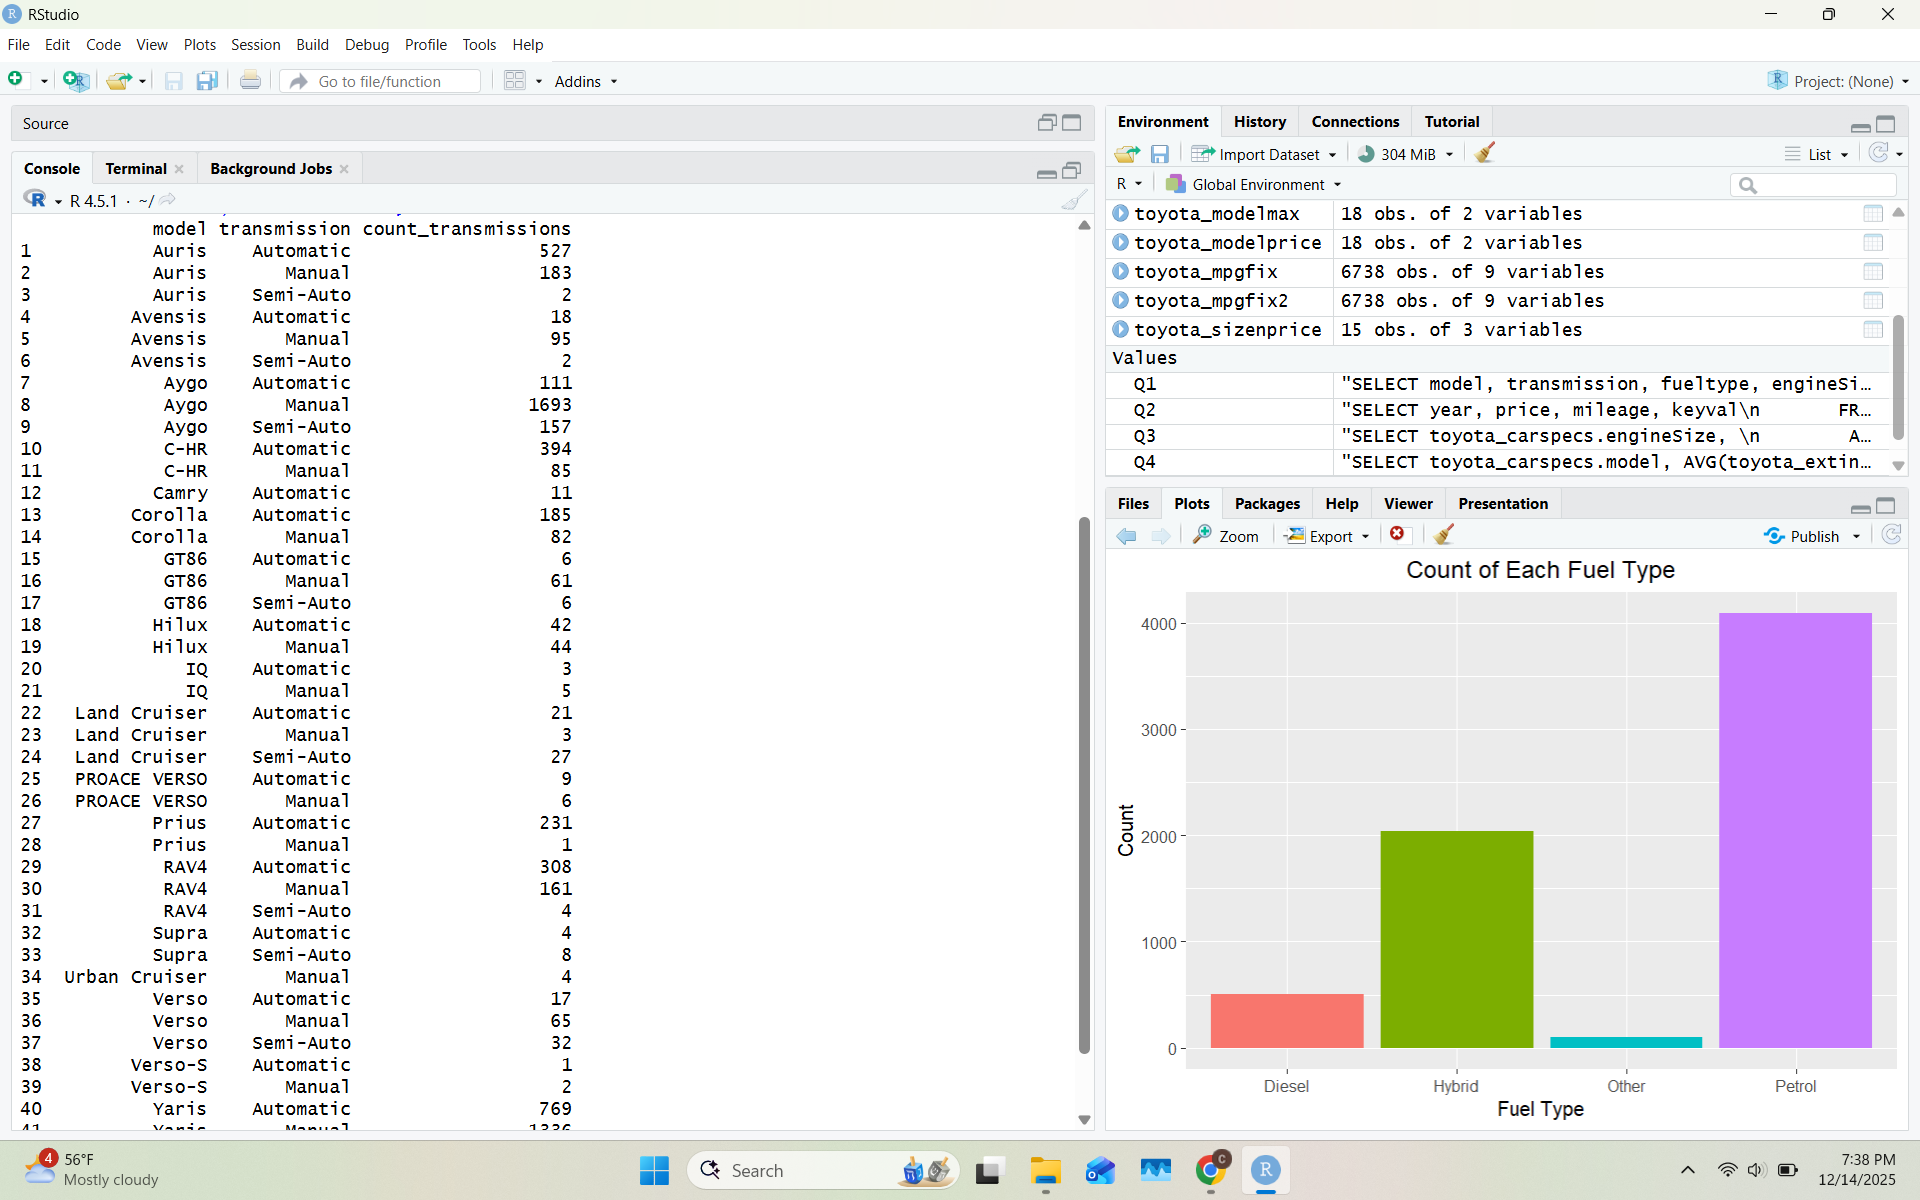 RStudio
File Edit Code View Plots Session Build Debug Profile Tools Help
Go to file/function Addins Project: (None)
Source
Console Terminal Background Jobs
R 4.5.1 · ~/
model transmission count_transmissions
1 Auris Automatic 527
2 Auris Manual 183
3 Auris Semi-Auto 2
4 Avensis Automatic 18
5 Avensis Manual 95
6 Avensis Semi-Auto 2
7 Aygo Automatic 111
8 Aygo Manual 1693
9 Aygo Semi-Auto 157
10 C-HR Automatic 394
11 C-HR Manual 85
12 Camry Automatic 11
13 Corolla Automatic 185
14 Corolla Manual 82
15 GT86 Automatic 6
16 GT86 Manual 61
17 GT86 Semi-Auto 6
18 Hilux Automatic 42
19 Hilux Manual 44
20 IQ Automatic 3
21 IQ Manual 5
22 Land Cruiser Automatic 21
23 Land Cruiser Manual 3
24 Land Cruiser Semi-Auto 27
25 PROACE VERSO Automatic 9
26 PROACE VERSO Manual 6
27 Prius Automatic 231
28 Prius Manual 1
29 RAV4 Automatic 308
30 RAV4 Manual 161
31 RAV4 Semi-Auto 4
32 Supra Automatic 4
33 Supra Semi-Auto 8
34 Urban Cruiser Manual 4
35 Verso Automatic 17
36 Verso Manual 65
37 Verso Semi-Auto 32
38 Verso-S Automatic 1
39 Verso-S Manual 2
40 Yaris Automatic 769
41 Yaris Manual 1336
Environment History Connections Tutorial
Import Dataset 304 MiB List
R Global Environment
toyota_modelmax 18 obs. of 2 variables
toyota_modelprice 18 obs. of 2 variables
toyota_mpgfix 6738 obs. of 9 variables
toyota_mpgfix2 6738 obs. of 9 variables
toyota_sizenprice 15 obs. of 3 variables
Values
Q1 "SELECT model, transmission, fueltype, engineSi…
Q2 "SELECT year, price, mileage, keyval\n FR…
Q3 "SELECT toyota_carspecs.engineSize, \n A…
Q4 "SELECT toyota_carspecs.model, AVG(toyota_extin…
Files Plots Packages Help Viewer Presentation
Zoom Export Publish
Count of Each Fuel Type
4000
3000
2000
1000
0
Count
Diesel Hybrid Other Petrol
Fuel Type
4
56°F
Mostly cloudy
Search
C
R
7:38 PM
12/14/2025